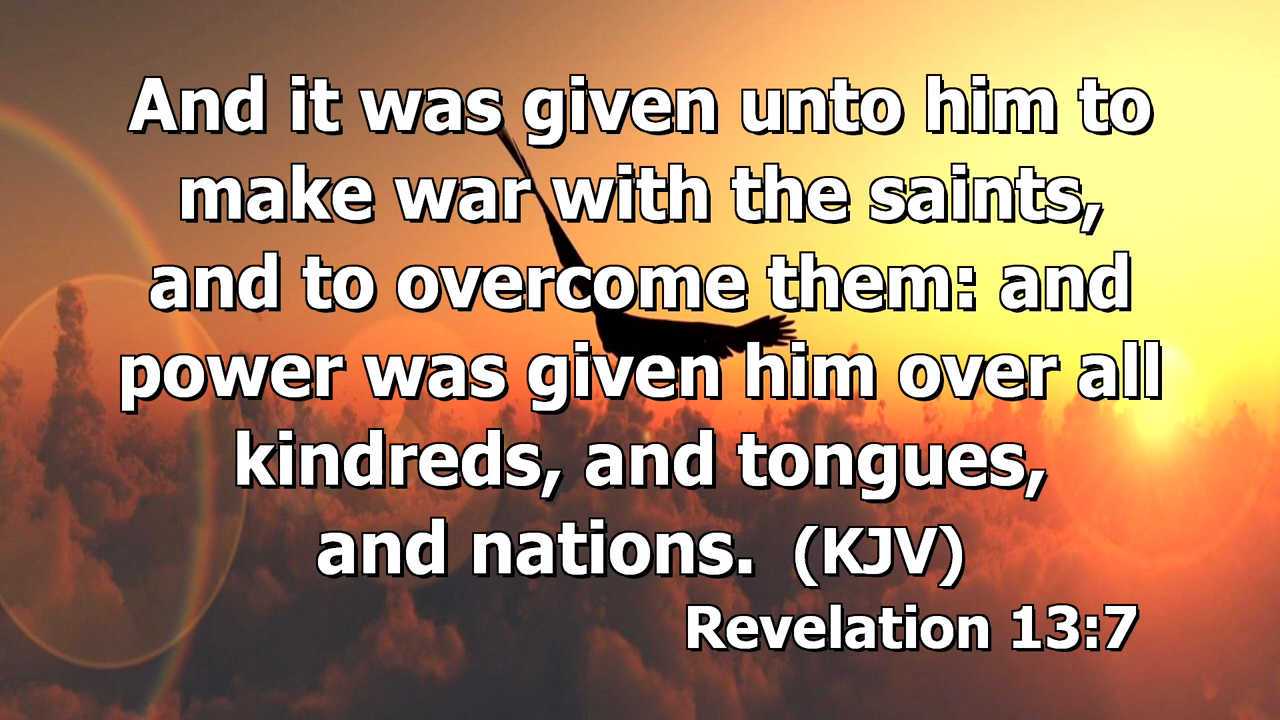 And it was given unto him to
make war with the saints,
and to overcome them: and
power was given him over all
kindreds, and tongues,
and nations. (KJV)
Revelation 13:7